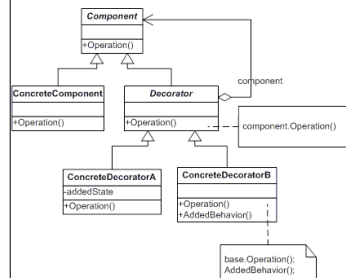 Component
+Operation()
component
ConcreteComponent
+Operation()
Decorator
+Operation()
component.Operation()
ConcreteDecoratorA
-addedState
+Operation()
ConcreteDecoratorB
+Operation()
+AddedBehavior()
base.Operation();
AddedBehavior();